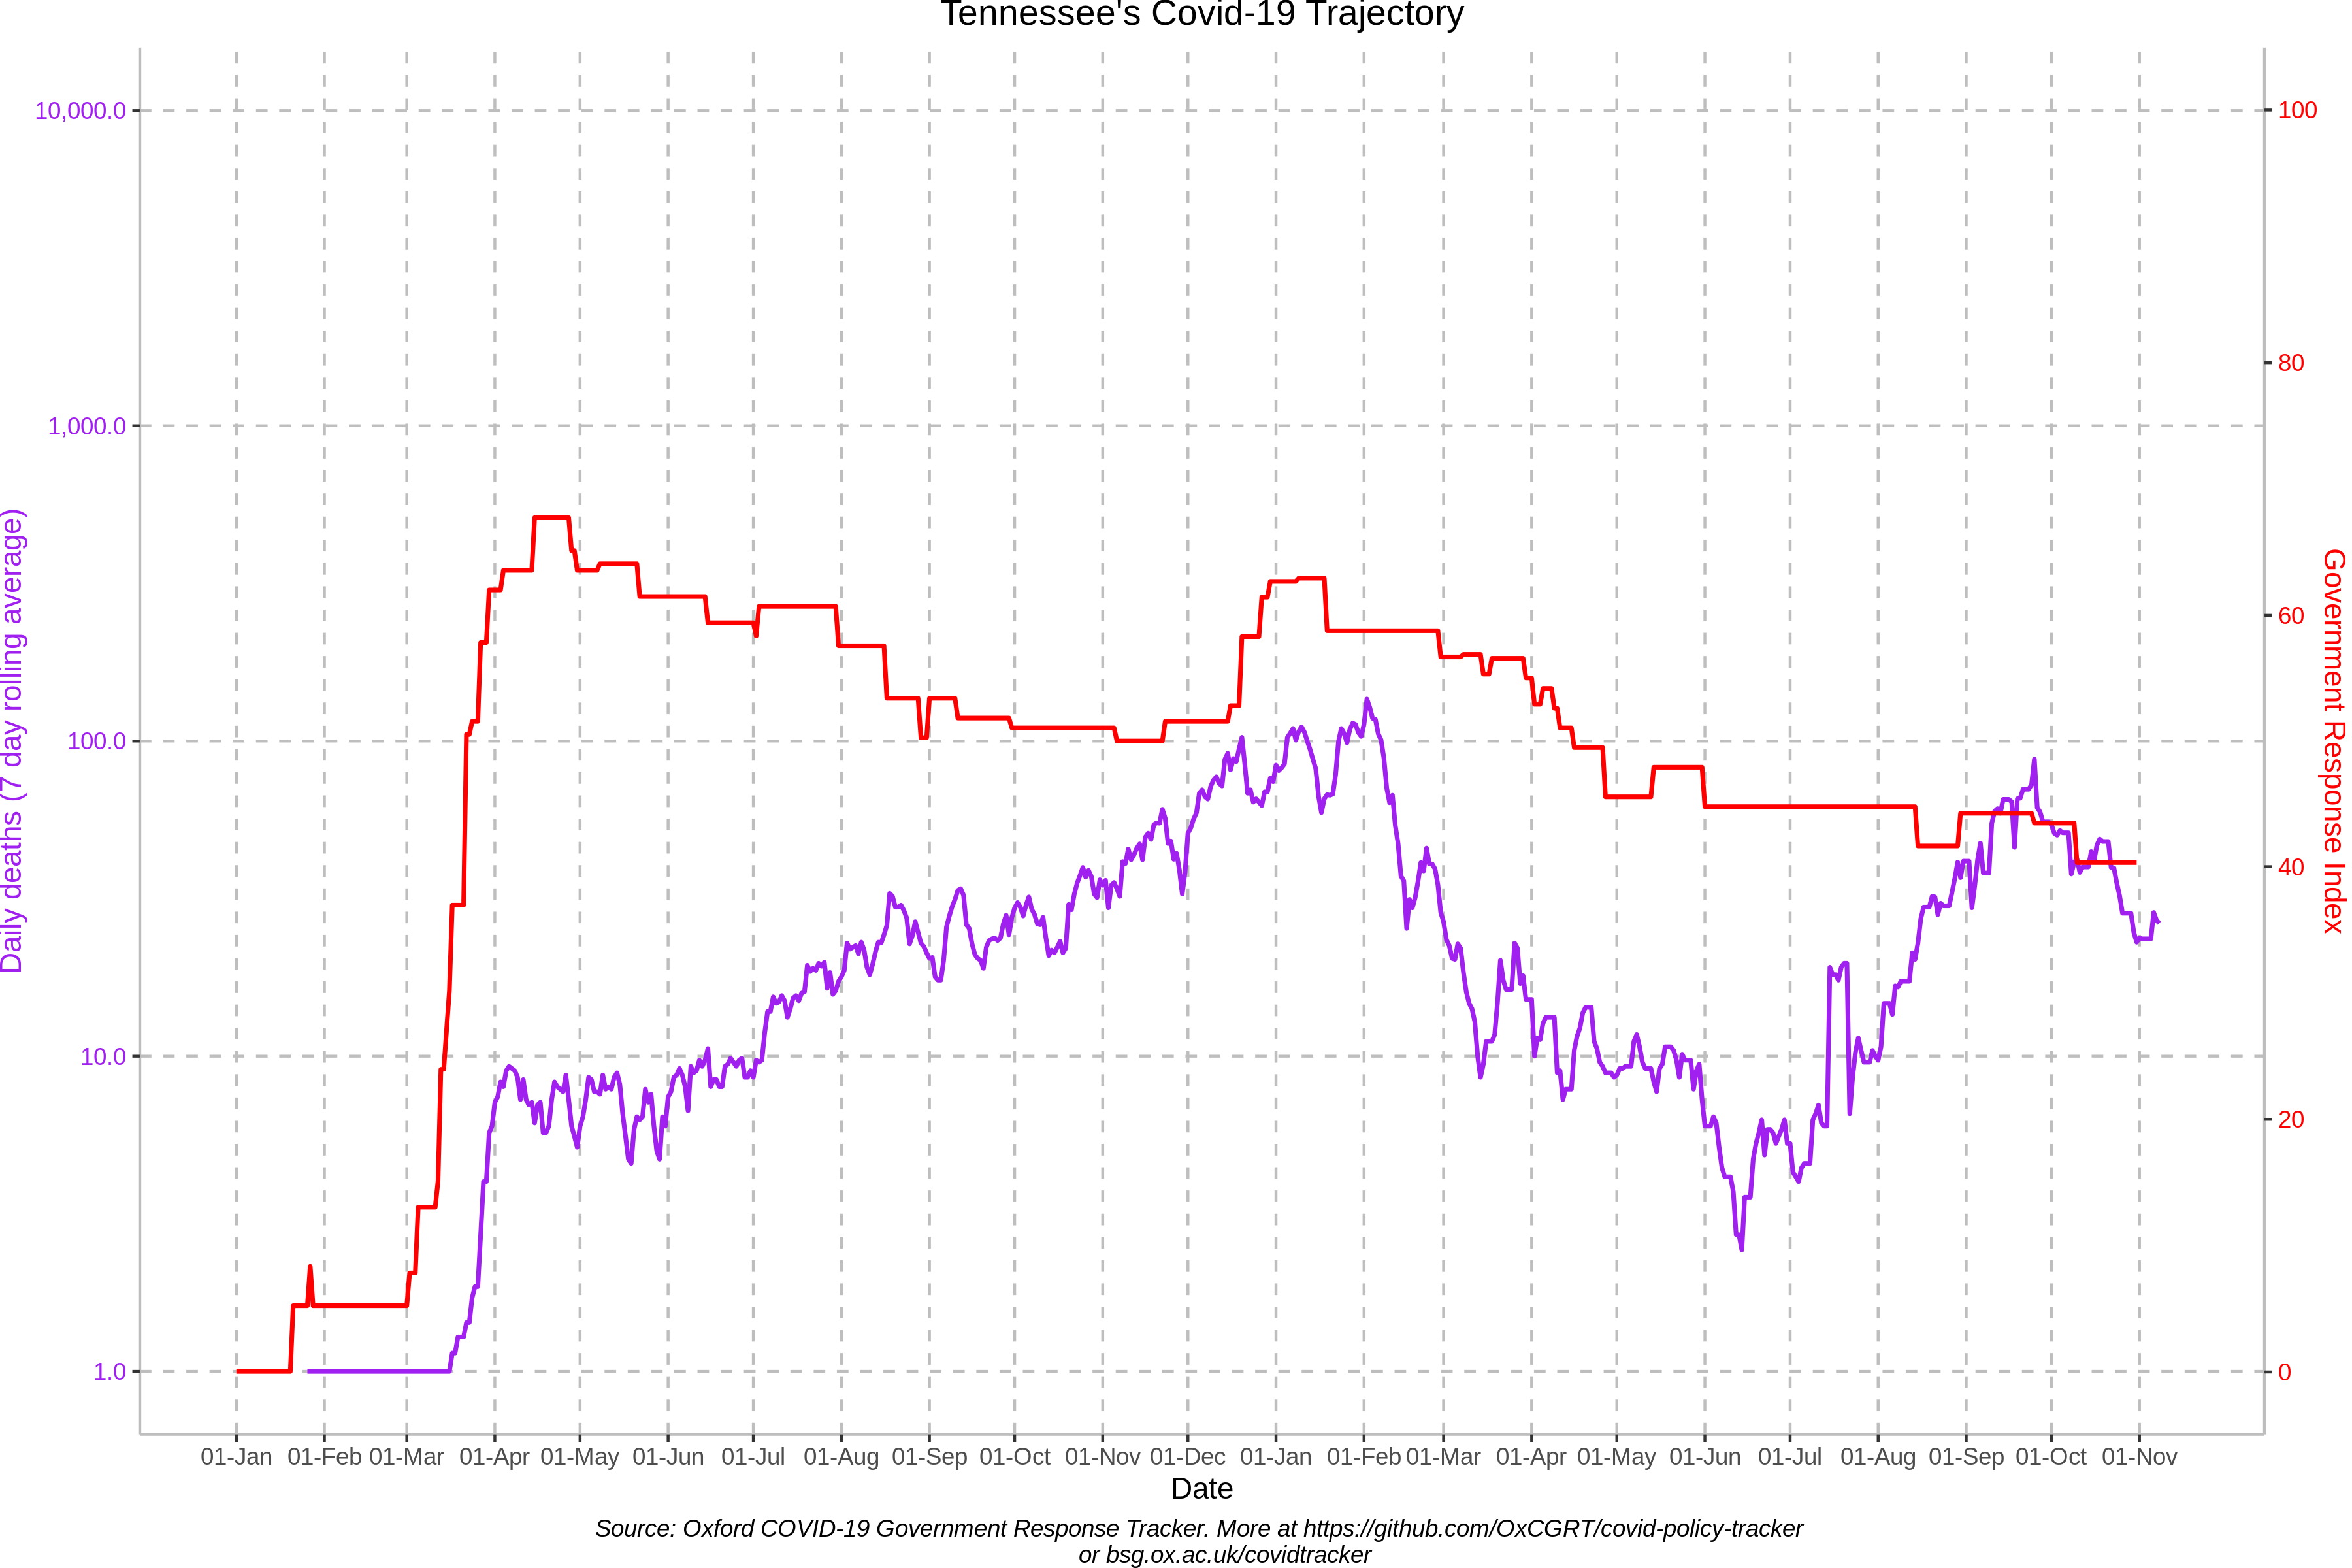 Tennessee's Covid-19 Trajectory
10,000.0
1,000.0
100.0
10.0
1.0
Daily deaths (7 day rolling average)
100
80
60
40
20
0
Government Response Index
01-Jan 01-Feb 01-Mar 01-Apr 01-May 01-Jun 01-Jul 01-Aug 01-Sep 01-Oct 01-Nov 01-Dec 01-Jan 01-Feb 01-Mar 01-Apr 01-May 01-Jun 01-Jul 01-Aug 01-Sep 01-Oct 01-Nov
Date
Source: Oxford COVID-19 Government Response Tracker. More at https://github.com/OxCGRT/covid-policy-tracker
or bsg.ox.ac.uk/covidtracker